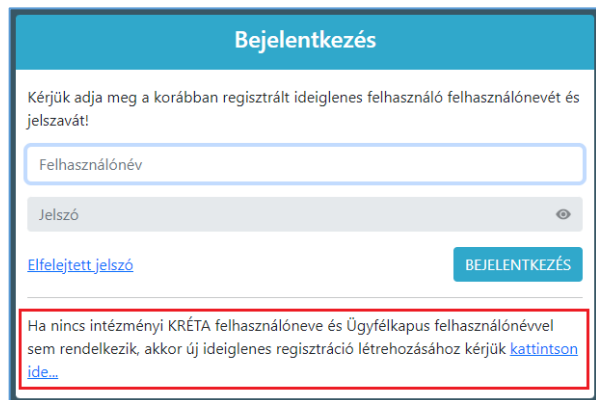 Bejelentkezés
Kérjük adja meg a korábban regisztrált ideiglenes felhasználó felhasználónevét és
jelszavát!
Felhasználónév
Jelszó
Elfelejtett jelszó
BEJELENTKEZÉS
Ha nincs intézményi KRÉTA felhasználóneve és Ügyfélkapus felhasználónévvel
sem rendelkezik, akkor új ideiglenes regisztráció létrehozásához kérjük kattintson
ide...